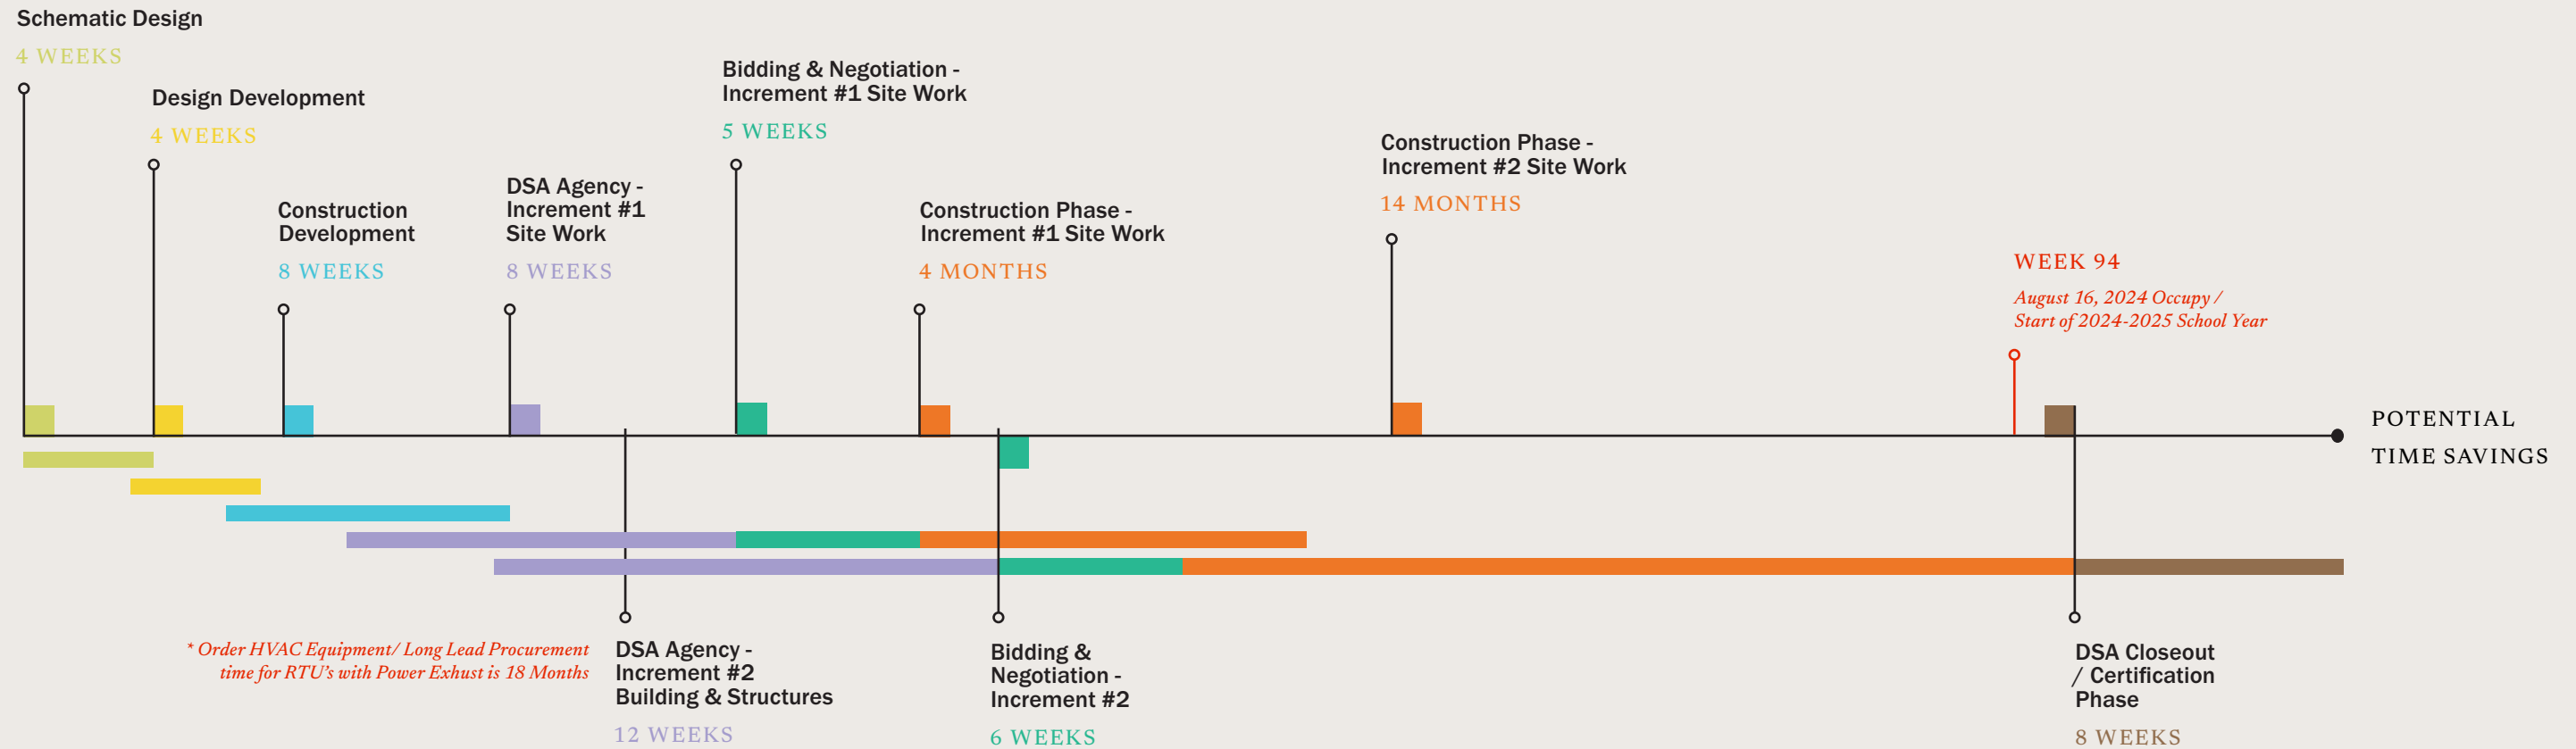 Schematic Design
4 WEEKS
Design Development
4 WEEKS
Construction
Development
8 WEEKS
DSA Agency -
Increment #1
Site Work
8 WEEKS
Bidding & Negotiation -
Increment #1 Site Work
5 WEEKS
Construction Phase -
Increment #1 Site Work
4 MONTHS
Construction Phase -
Increment #2 Site Work
14 MONTHS
WEEK 94
August 16, 2024 Occupy /
Start of 2024-2025 School Year
POTENTIAL
TIME SAVINGS
* Order HVAC Equipment/ Long Lead Procurement
time for RTU's with Power Exhust is 18 Months
DSA Agency -
Increment #2
Building & Structures
12 WEEKS
Bidding &
Negotiation -
Increment #2
6 WEEKS
DSA Closeout
/ Certification
Phase
8 WEEKS